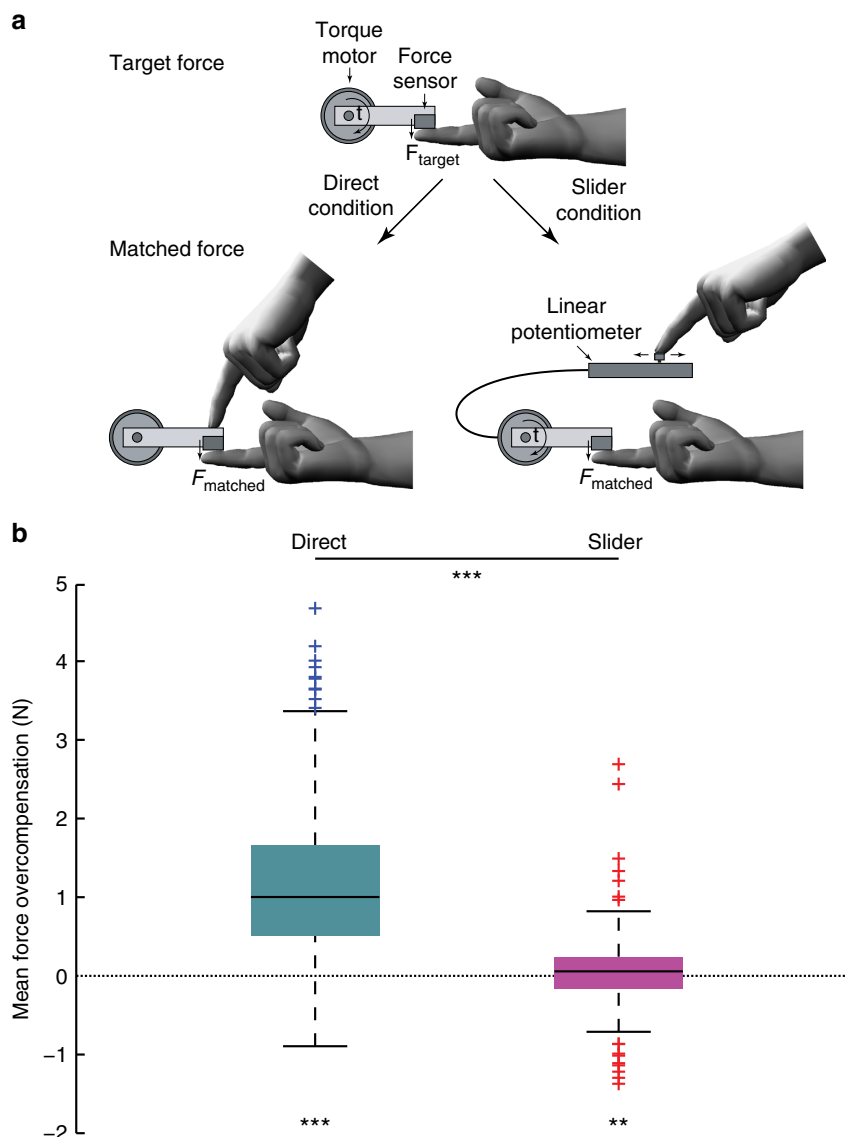 a
Target force
Torque
motor
Force
sensor
t
F target
Direct
condition
Slider
condition
Matched force
Linear
potentiometer
t
F matched
F matched
b
Direct
Slider
***
5
4
3
2
1
0
−1
−2
Mean force overcompensation (N)
***
**